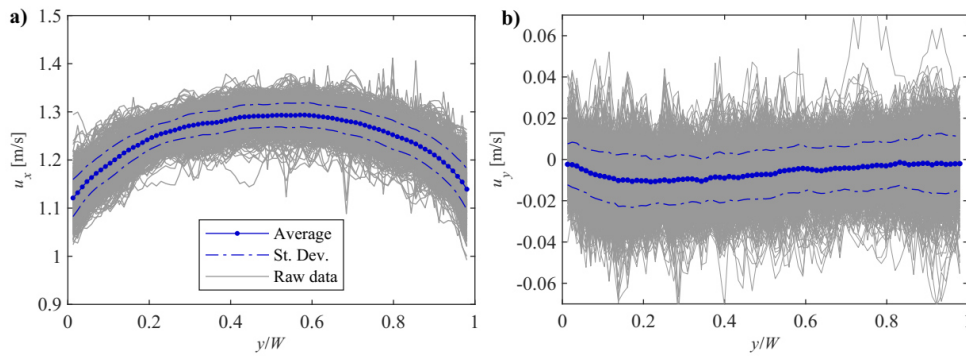 a)
1.5
1.4
1.3
1.2
1.1
1
0.9
u_x [m/s]
Average
St. Dev.
Raw data
0 0.2 0.4 0.6 0.8 1
y/W
b)
0.06
0.04
0.02
0
-0.02
-0.04
-0.06
u_y [m/s]
0 0.2 0.4 0.6 0.8 1
y/W